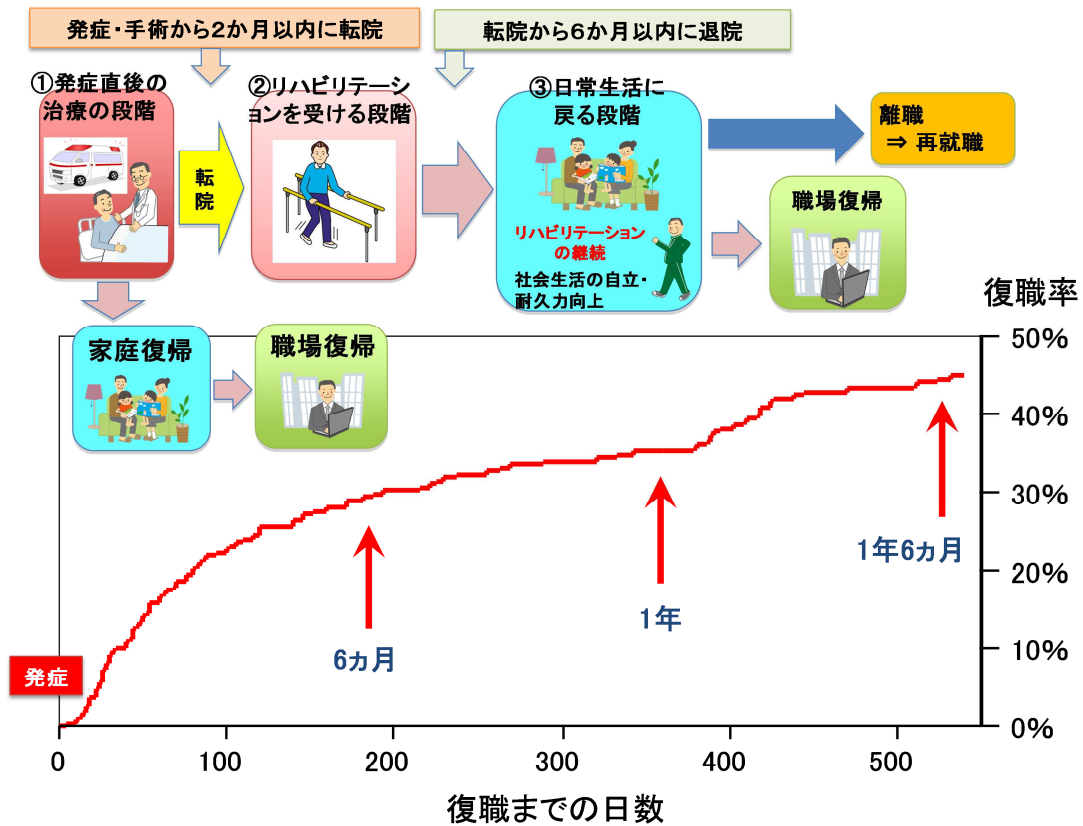 発症・手術から2か月以内に転院
転院から6か月以内に退院
①発症直後の
治療の段階
転
院
②リハビリテーシ
ョンを受ける段階
③日常生活に
戻る段階
リハビリテーション
の継続
社会生活の自立・
耐久力向上
離職
⇒ 再就職
職場復帰
家庭復帰
職場復帰
復職率
50%
40%
30%
20%
10%
0%
6ヵ月
1年
1年6ヵ月
発症
0
100
200
300
400
500
復職までの日数